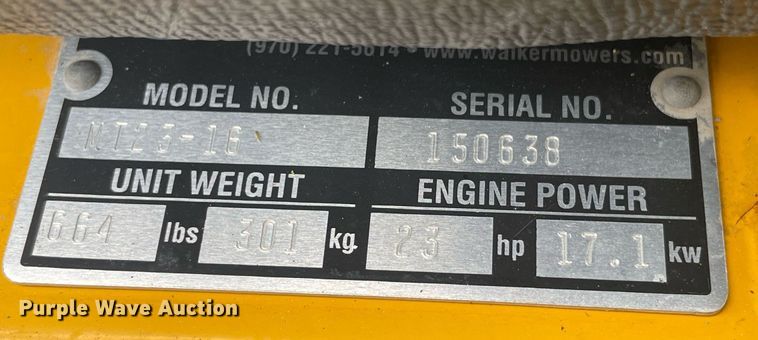 (970) 221-5614 • www.walkermowers.com
MODEL NO. SERIAL NO.
MT23-16 150638
UNIT WEIGHT ENGINE POWER
664 lbs 301 kg 23 hp 17.1 kw
Purple Wave Auction